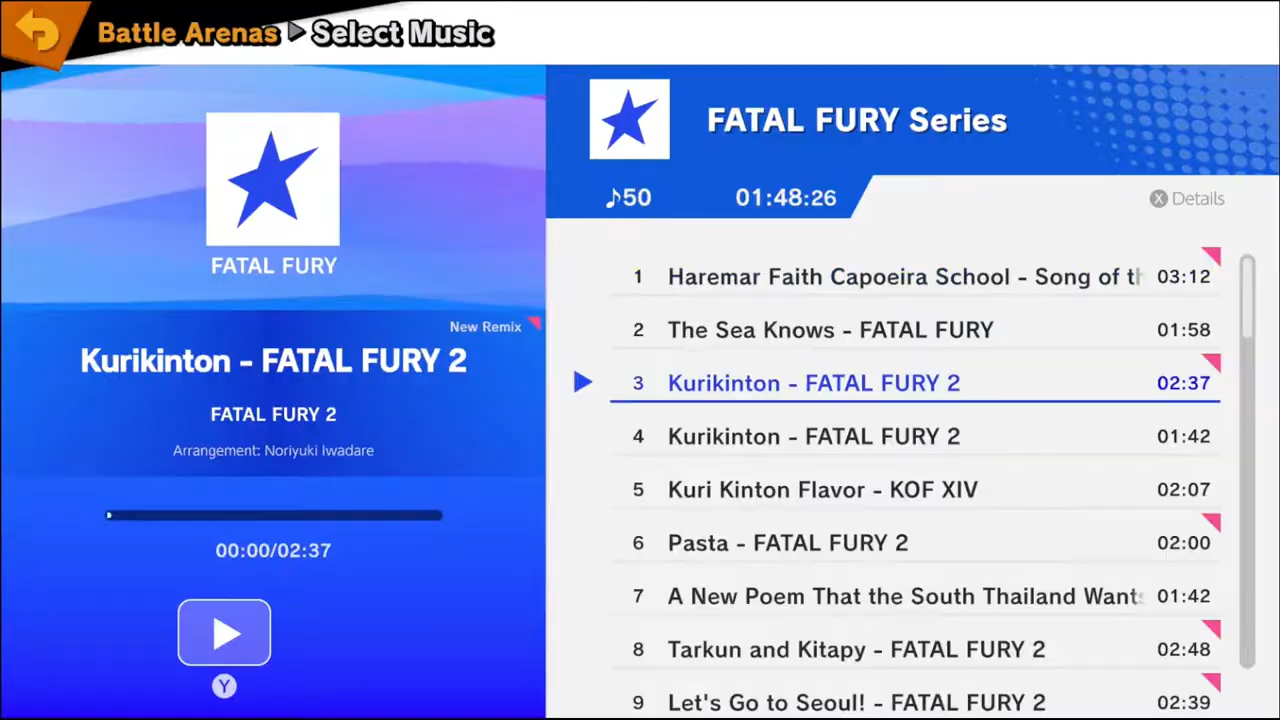 Battle Arenas ▶ Select Music
FATAL FURY
New Remix
Kurikinton - FATAL FURY 2
FATAL FURY 2
Arrangement: Noriyuki Iwadare
00:00/02:37
Y
FATAL FURY Series
♪50 01:48:26
X Details
1 Haremar Faith Capoeira School - Song of th 03:12
2 The Sea Knows - FATAL FURY 01:58
3 Kurikinton - FATAL FURY 2 02:37
4 Kurikinton - FATAL FURY 2 01:42
5 Kuri Kinton Flavor - KOF XIV 02:07
6 Pasta - FATAL FURY 2 02:00
7 A New Poem That the South Thailand Wants 01:42
8 Tarkun and Kitapy - FATAL FURY 2 02:48
9 Let's Go to Seoul! - FATAL FURY 2 02:39